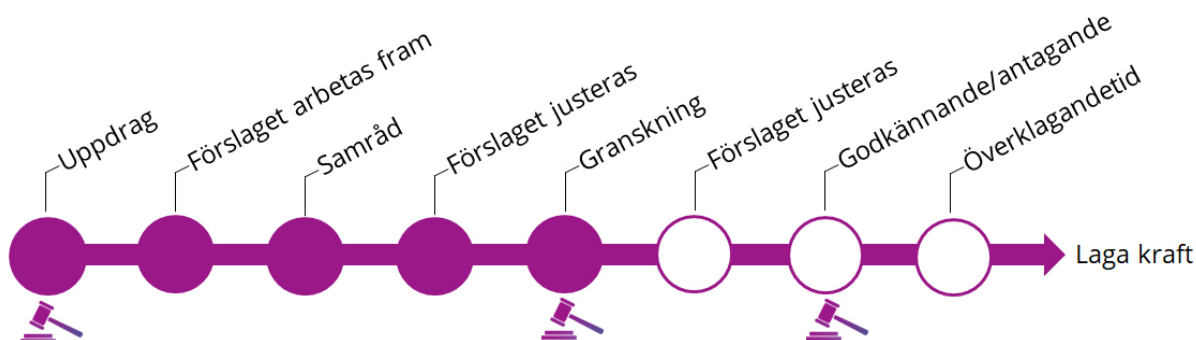 Uppdrag
Förslaget arbetas fram
Samråd
Förslaget justeras
Granskning
Förslaget justeras
Godkännande/antagande
Överklagandetid
Laga kraft